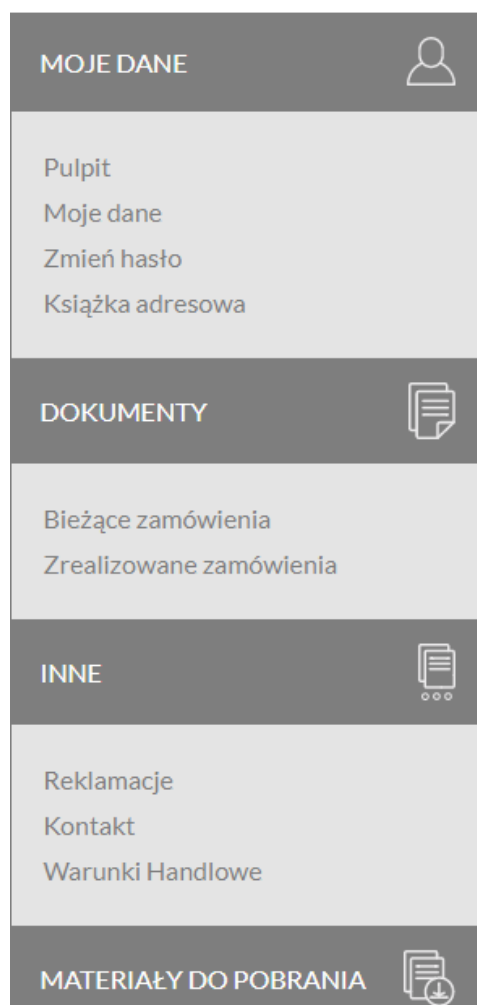 MOJE DANE
Pulpit
Moje dane
Zmień hasło
Książka adresowa
DOKUMENTY
Bieżące zamówienia
Zrealizowane zamówienia
INNE
Reklamacje
Kontakt
Warunki Handlowe
MATERIAŁY DO POBRANIA